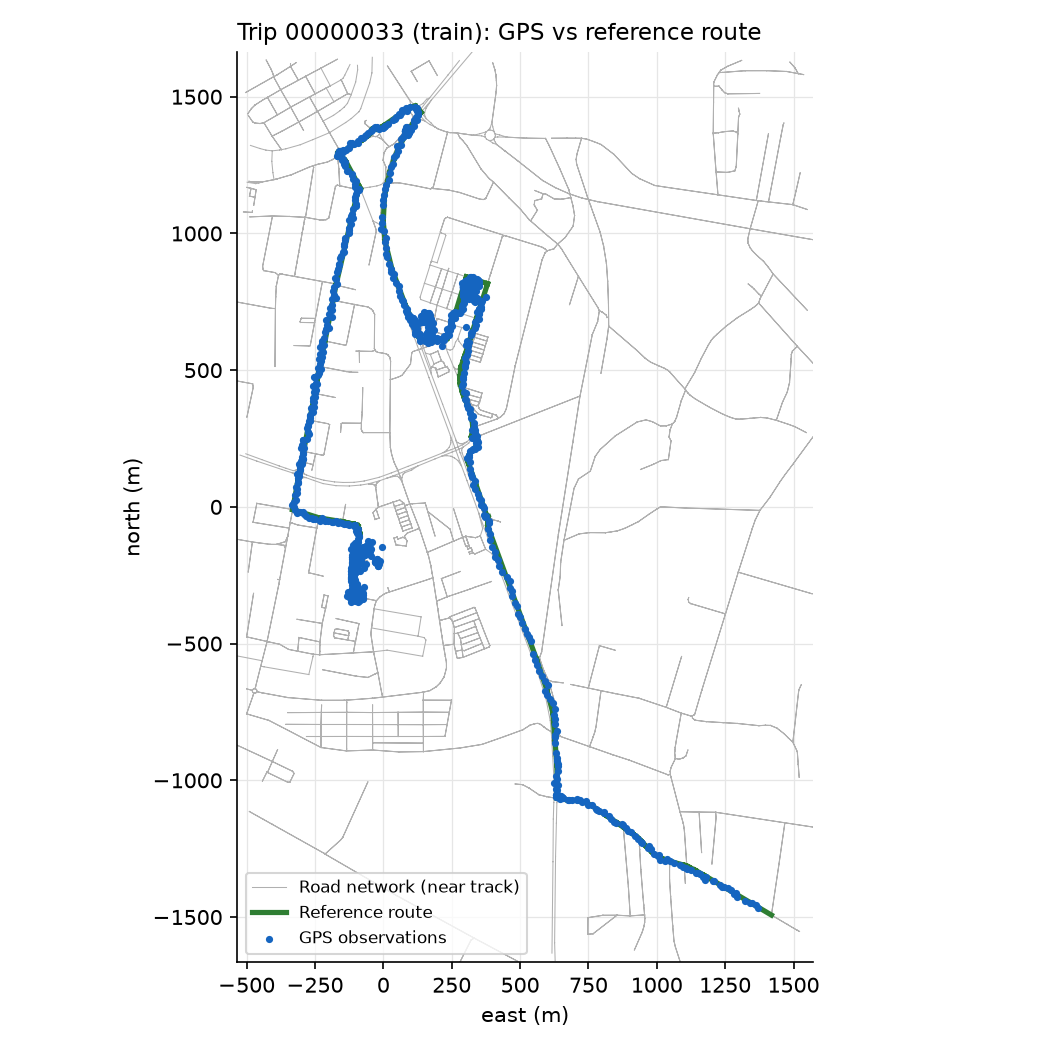 Trip 00000033 (train): GPS vs reference route
1500
1000
500
0
−500
−1000
−1500
north (m)
Road network (near track)
Reference route
GPS observations
−500 −250 0 250 500 750 1000 1250 1500
east (m)